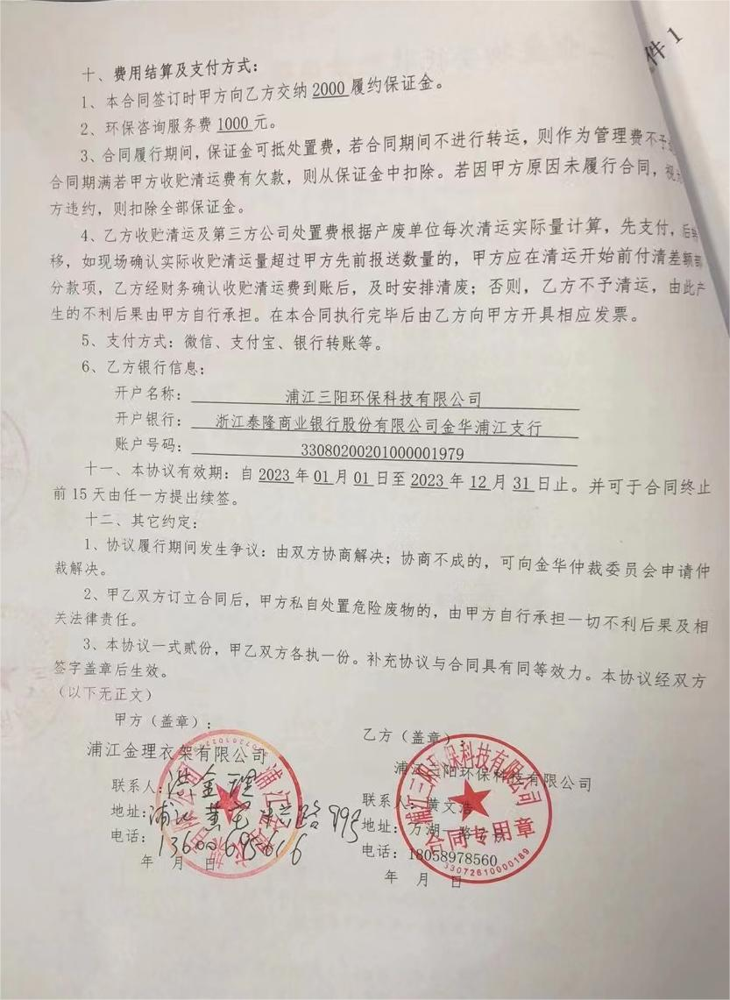 件1
十、费用结算及支付方式：
1、本合同签订时甲方向乙方交纳 2000 履约保证金。
2、环保咨询服务费 1000 元。
3、合同履行期间，保证金可抵处置费，若合同期间不进行转运，则作为管理费不予
合同期满若甲方收贮清运费有欠款，则从保证金中扣除。若因甲方原因未履行合同，视
方违约，则扣除全部保证金。
4、乙方收贮清运及第三方公司处置费根据产废单位每次清运实际量计算，先支付，后转
移，如现场确认实际收贮清运量超过甲方先前报送数量的，甲方应在清运开始前付清差额部
分款项，乙方经财务确认收贮清运费到账后，及时安排清废；否则，乙方不予清运，由此产
生的不利后果由甲方自行承担。在本合同执行完毕后由乙方向甲方开具相应发票。
5、支付方式：微信、支付宝、银行转账等。
6、乙方银行信息：
开户名称： 浦江三阳环保科技有限公司
开户银行： 浙江泰隆商业银行股份有限公司金华浦江支行
账户号码： 33080200201000001979
十一、本协议有效期：自 2023 年 01 月 01 日至 2023 年 12 月 31 日止。并可于合同终止
前 15 天由任一方提出续签。
十二、其它约定：
1、协议履行期间发生争议：由双方协商解决；协商不成的，可向金华仲裁委员会申请仲
裁解决。
2、甲乙双方订立合同后，甲方私自处置危险废物的，由甲方自行承担一切不利后果及相
关法律责任。
3、本协议一式贰份，甲乙双方各执一份。补充协议与合同具有同等效力。本协议经双方
签字盖章后生效。
（以下无正文）
甲方（盖章）：
浦江金理衣架有限公司
联系人：洪金理
地址：浦江黄宅 路995
电话：
年 月 日
乙方（盖章）
浦江三阳环保科技有限公司
联系人：黄文浩
地址：万湖一路
电话：18058978560
年 月 日
浦江三阳环保科技有限公司
合同专用章
33072610000189